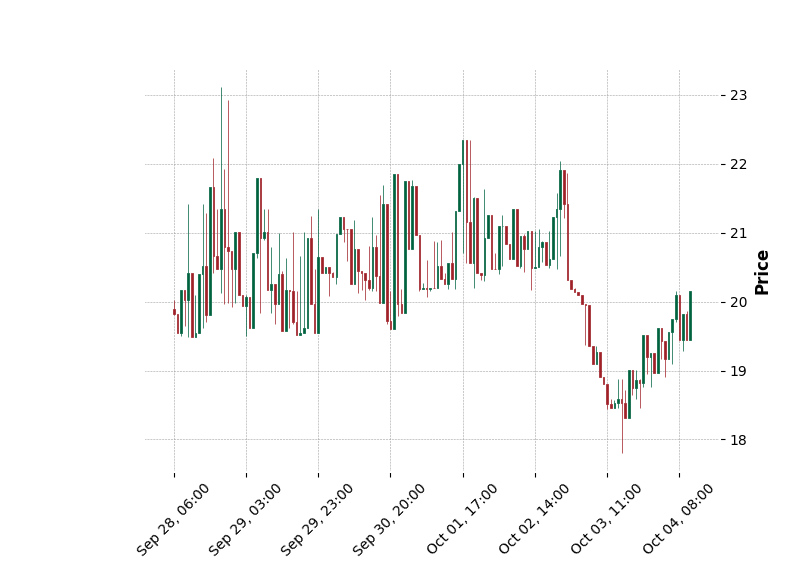 23
22
21
20
19
18
Price
Sep 28, 06:00
Sep 29, 03:00
Sep 29, 23:00
Sep 30, 20:00
Oct 01, 17:00
Oct 02, 14:00
Oct 03, 11:00
Oct 04, 08:00